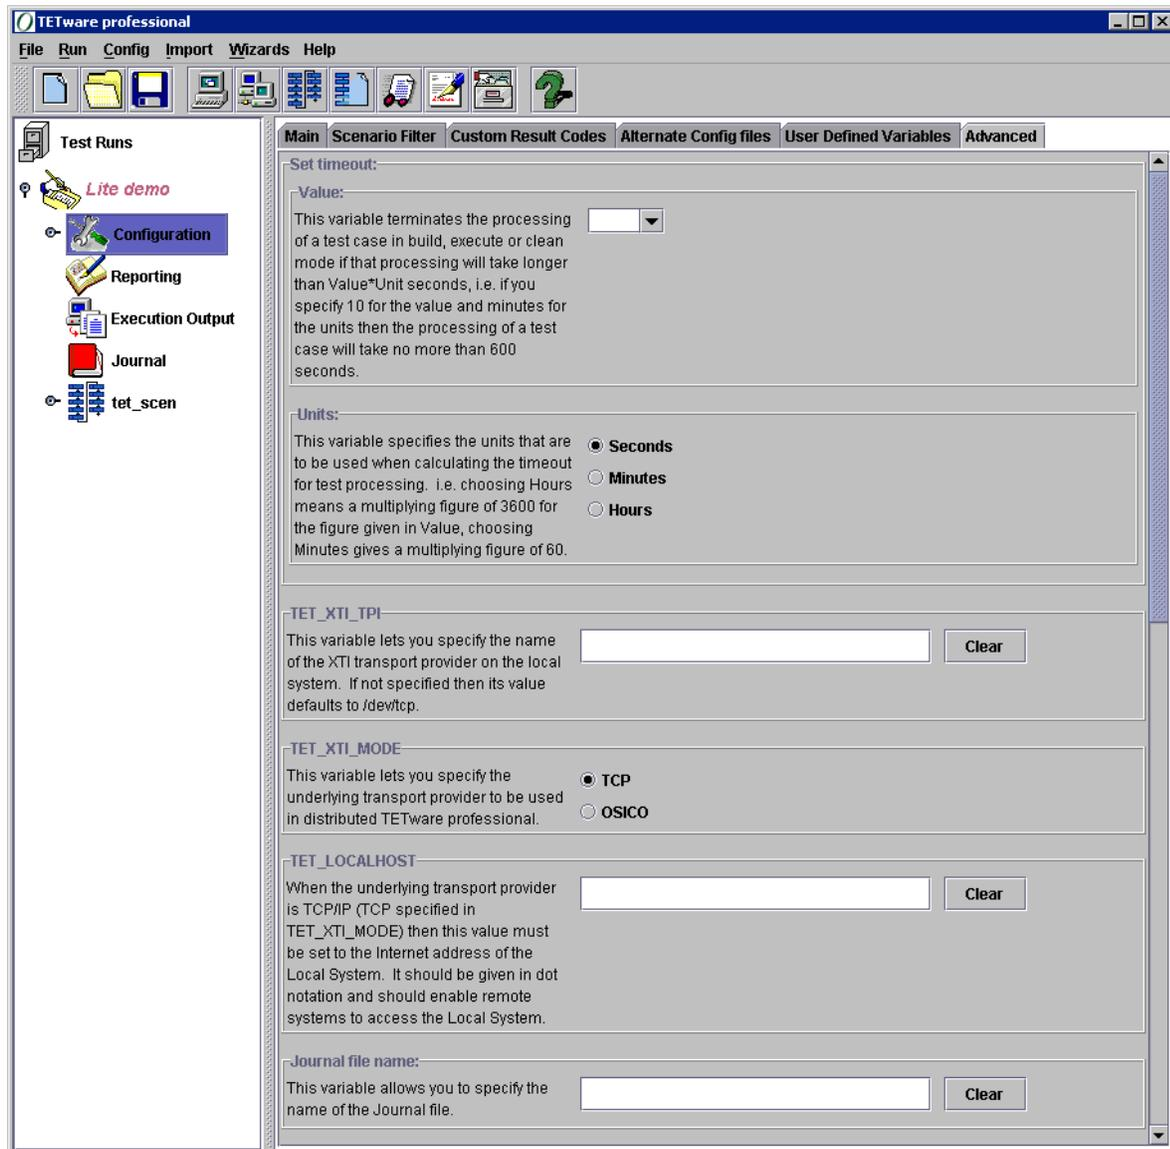 TETware professional
File Run Config Import Wizards Help
Test Runs
Lite demo
Configuration
Reporting
Execution Output
Journal
tet_scen
Main Scenario Filter Custom Result Codes Alternate Config files User Defined Variables Advanced
Set timeout:
Value:
This variable terminates the processing
of a test case in build, execute or clean
mode if that processing will take longer
than Value*Unit seconds, i.e. if you
specify 10 for the value and minutes for
the units then the processing of a test
case will take no more than 600
seconds.
Units:
This variable specifies the units that are
to be used when calculating the timeout
for test processing. i.e. choosing Hours
means a multiplying figure of 3600 for
the figure given in Value, choosing
Minutes gives a multiplying figure of 60.
Seconds
Minutes
Hours
TET_XTI_TPI
This variable lets you specify the name
of the XTI transport provider on the local
system. If not specified then its value
defaults to /dev/tcp.
Clear
TET_XTI_MODE
This variable lets you specify the
underlying transport provider to be used
in distributed TETware professional.
TCP
OSICO
TET_LOCALHOST
When the underlying transport provider
is TCP/IP (TCP specified in
TET_XTI_MODE) then this value must
be set to the Internet address of the
Local System. It should be given in dot
notation and should enable remote
systems to access the Local System.
Clear
Journal file name:
This variable allows you to specify the
name of the Journal file.
Clear